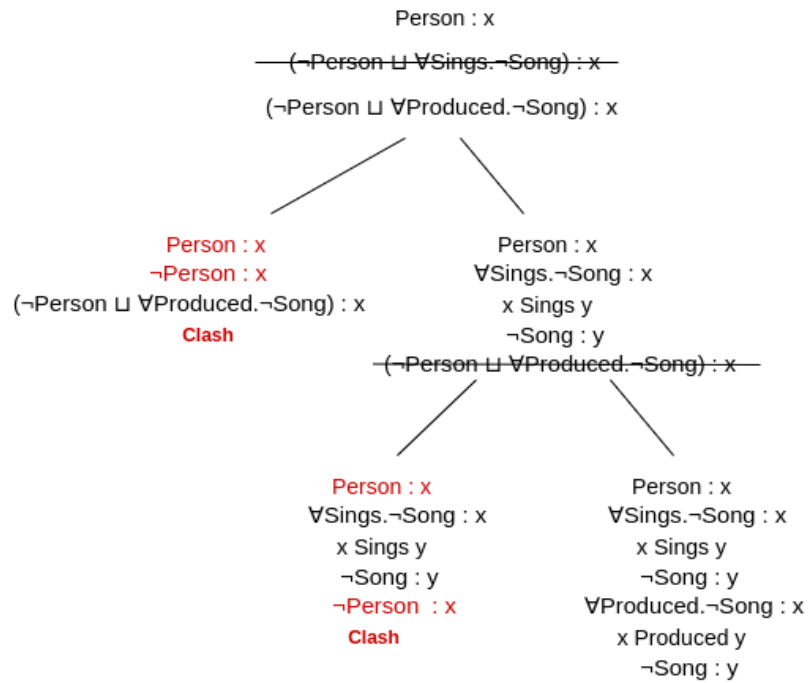 Person : x
(¬Person ⊔ ∀Sings.¬Song) : x
(¬Person ⊔ ∀Produced.¬Song) : x
Person : x
¬Person : x
(¬Person ⊔ ∀Produced.¬Song) : x
Clash
Person : x
∀Sings.¬Song : x
x Sings y
¬Song : y
(¬Person ⊔ ∀Produced.¬Song) : x
Person : x
∀Sings.¬Song : x
x Sings y
¬Song : y
¬Person : x
Clash
Person : x
∀Sings.¬Song : x
x Sings y
¬Song : y
∀Produced.¬Song : x
x Produced y
¬Song : y